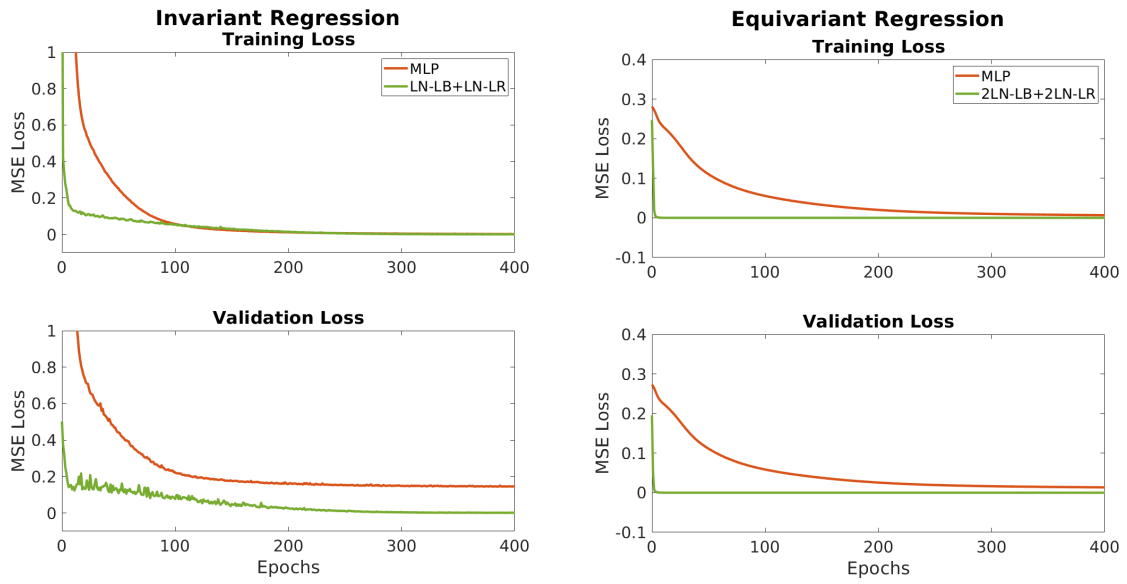 Invariant Regression
Training Loss
MSE Loss
1
0.8
0.6
0.4
0.2
0
0 100 200 300 400
MLP
LN-LB+LN-LR
Validation Loss
MSE Loss
1
0.8
0.6
0.4
0.2
0
0 100 200 300 400
Epochs
Equivariant Regression
Training Loss
MSE Loss
0.4
0.3
0.2
0.1
0
-0.1
0 100 200 300 400
MLP
2LN-LB+2LN-LR
Validation Loss
MSE Loss
0.4
0.3
0.2
0.1
0
-0.1
0 100 200 300 400
Epochs